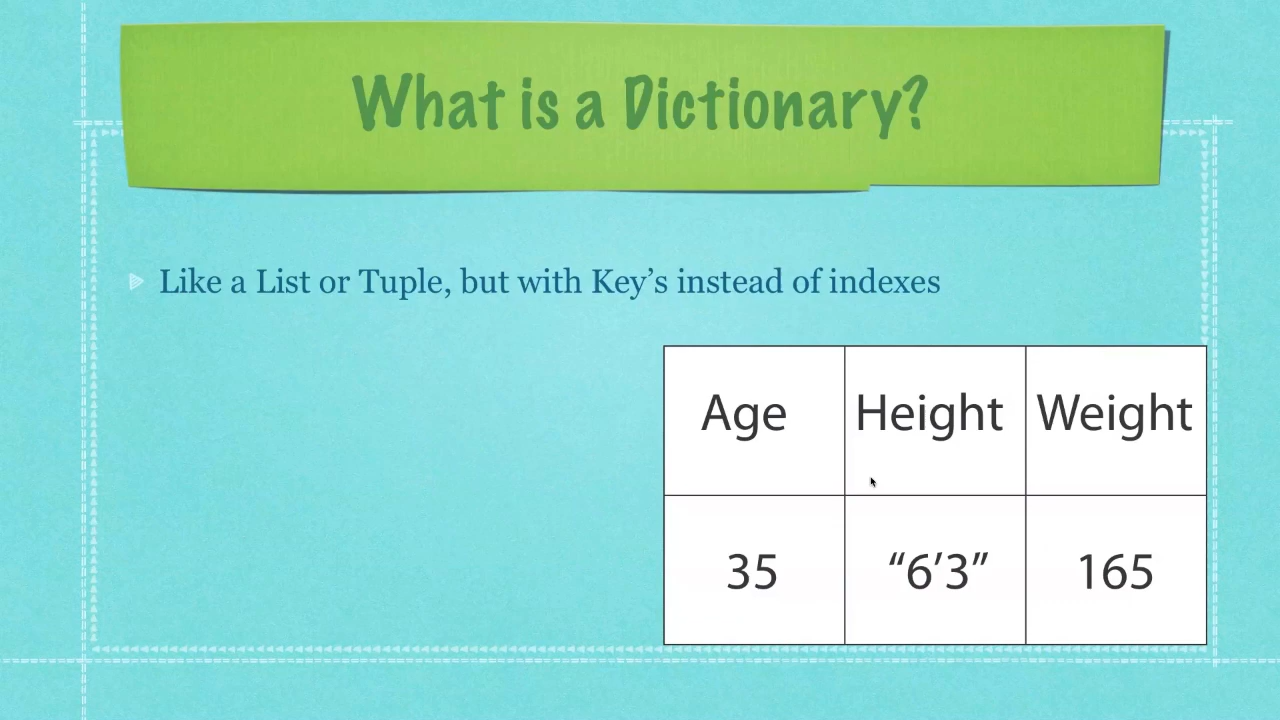 What is a Dictionary?
Like a List or Tuple, but with Key’s instead of indexes
Age Height Weight
35 “6’3” 165